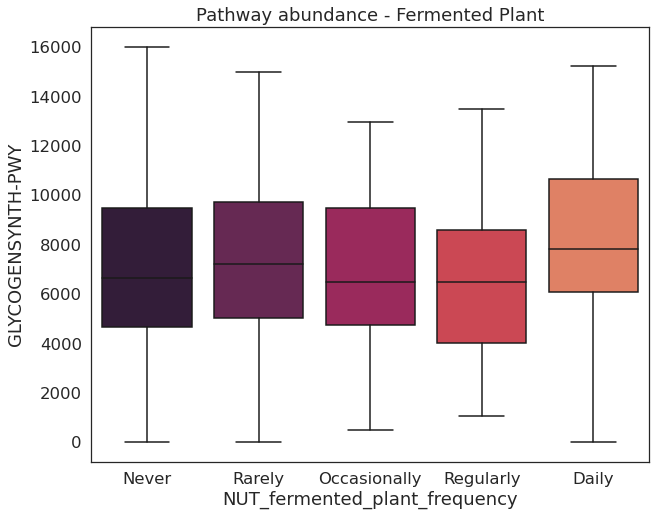 Pathway abundance - Fermented Plant
GLYCOGENSYNTH-PWY
16000
14000
12000
10000
8000
6000
4000
2000
0
Never Rarely Occasionally Regularly Daily
NUT_fermented_plant_frequency